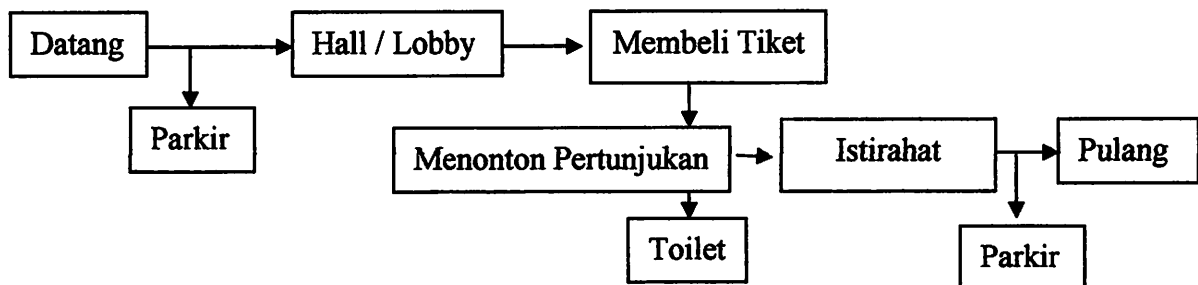 Datang
Hall / Lobby
Membeli Tiket
Parkir
Menonton Pertunjukan
Istirahat
Pulang
Toilet
Parkir